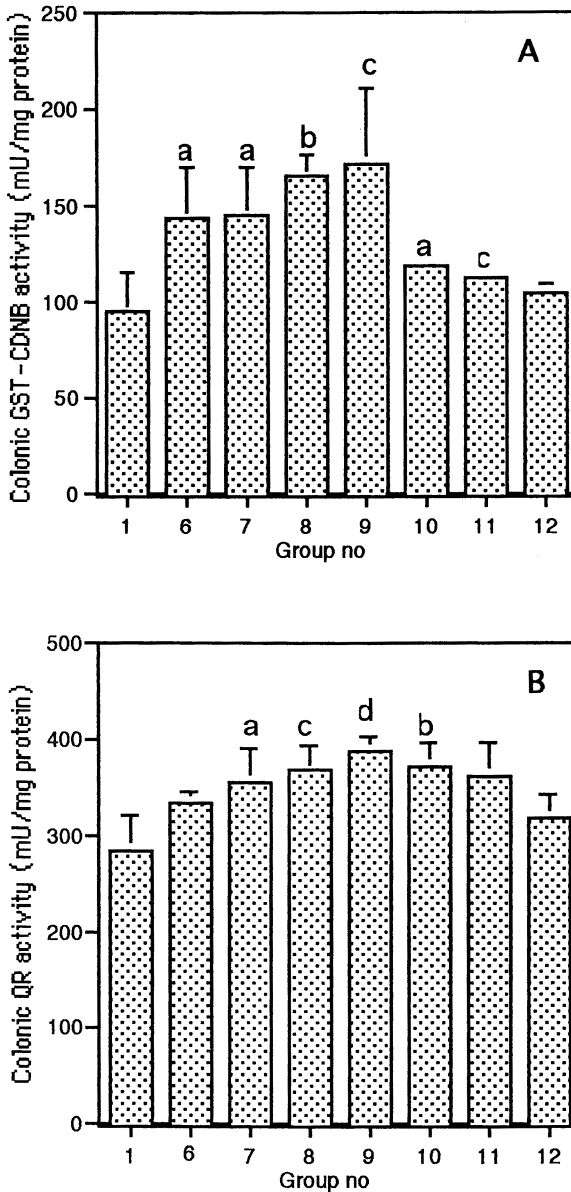 A
Colonic GST-CDNB activity (mU/mg protein)
250
200
150
100
50
0
a a b c a c
1 6 7 8 9 10 11 12
Group no
B
Colonic QR activity (mU/mg protein)
500
400
300
200
100
0
a c d b
1 6 7 8 9 10 11 12
Group no